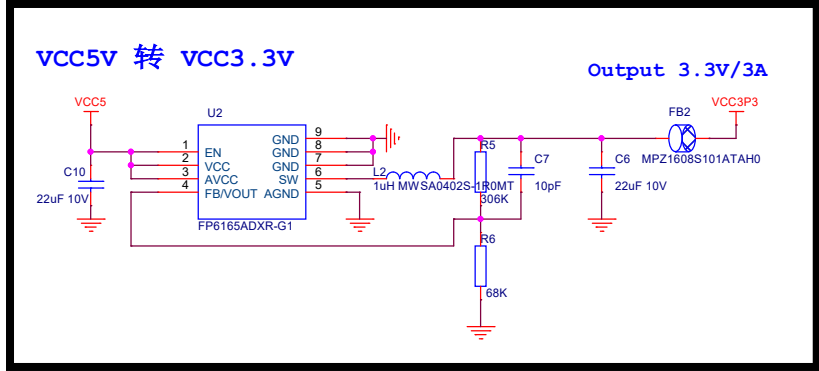 VCC5V 转 VCC3.3V
Output 3.3V/3A
VCC5
U2
FB2
VCC3P3
GND 9
1 EN
GND 8
2 VCC
GND 7
3 AVCC
SW 6
4 FB/VOUT
AGND 5
FP6165ADXR-G1
C10
22uF 10V
L2
1uH MWSA0402S-1R0MT
R5
306K
C7
10pF
C6
22uF 10V
MPZ1608S101ATAH0
R6
68K